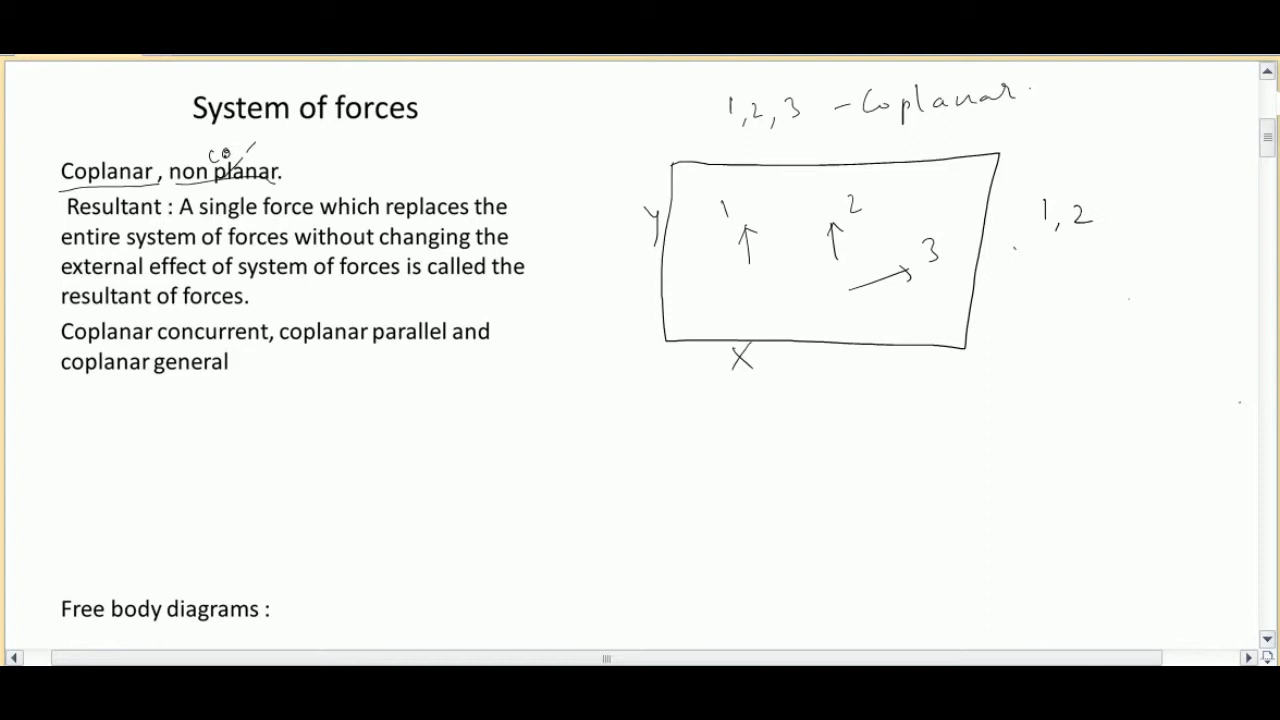 System of forces
1, 2, 3 - Coplanar.
co
Coplanar , non planar.
Resultant : A single force which replaces the
entire system of forces without changing the
external effect of system of forces is called the
resultant of forces.
Coplanar concurrent, coplanar parallel and
coplanar general
Y
1
2
3
X
1, 2
Free body diagrams :